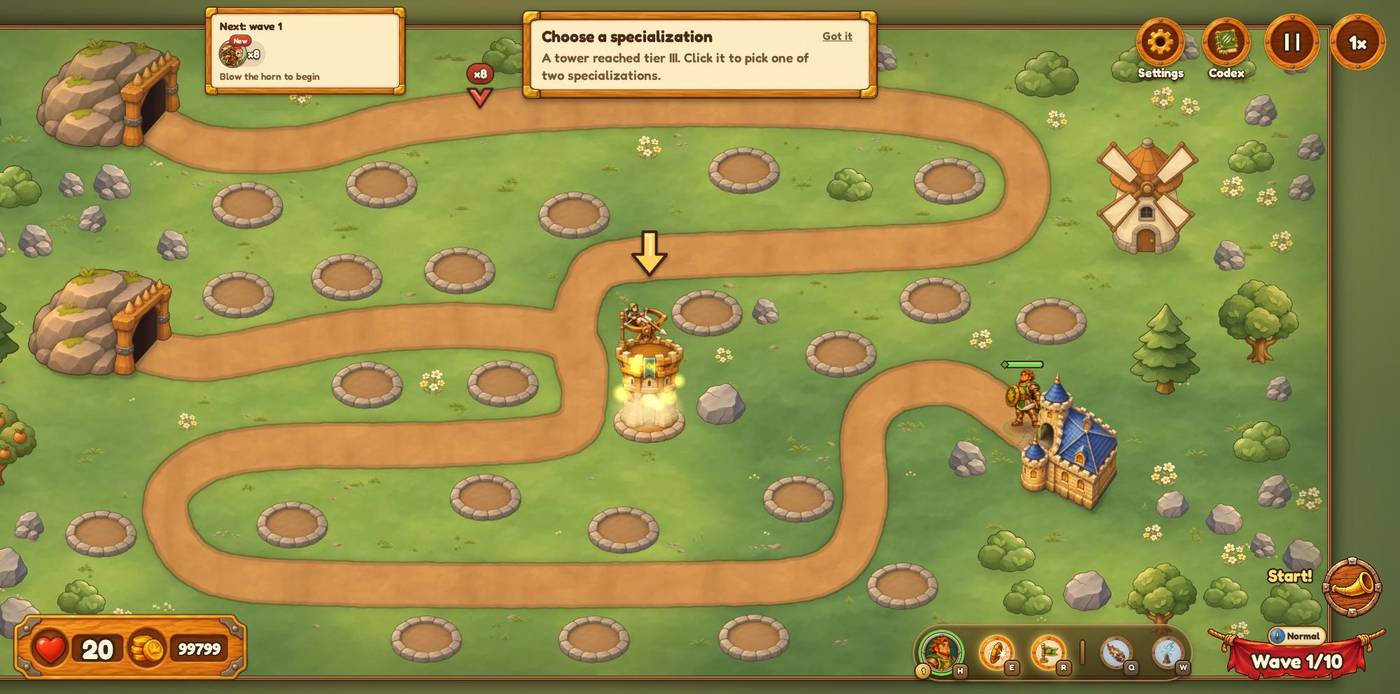 Next: wave 1
New
x8
Blow the horn to begin
x8
Choose a specialization
Got it
A tower reached tier III. Click it to pick one of
two specializations.
1x
Settings
Codex
Start!
20
99799
H
E
R
Q
W
Normal
Wave 1/10